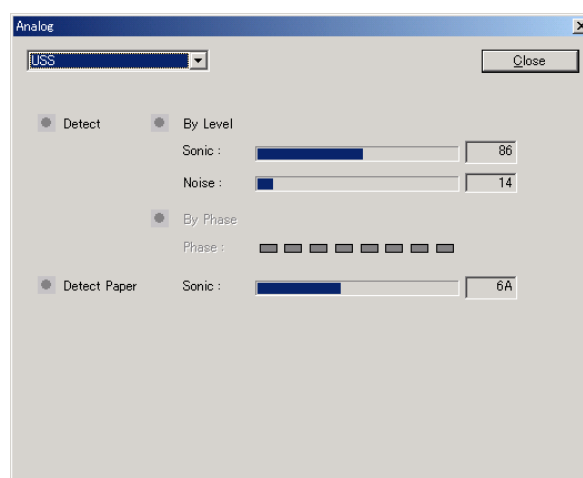 Analog
USS
Close
Detect
By Level
Sonic : 86
Noise : 14
By Phase
Phase :
Detect Paper
Sonic : 6A